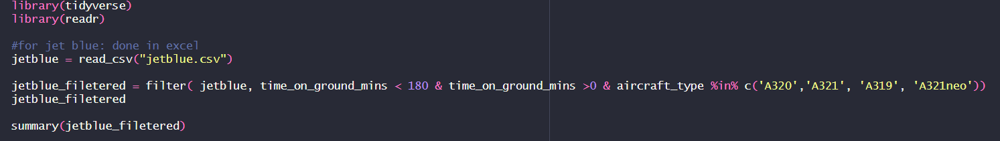 library(tidyverse)
library(readr)
#for jet blue: done in excel
jetblue = read_csv("jetblue.csv")
jetblue_filetered = filter( jetblue, time_on_ground_mins < 180 & time_on_ground_mins >0 & aircraft_type %in% c('A320','A321', 'A319', 'A321neo'))
jetblue_filetered
summary(jetblue_filetered)